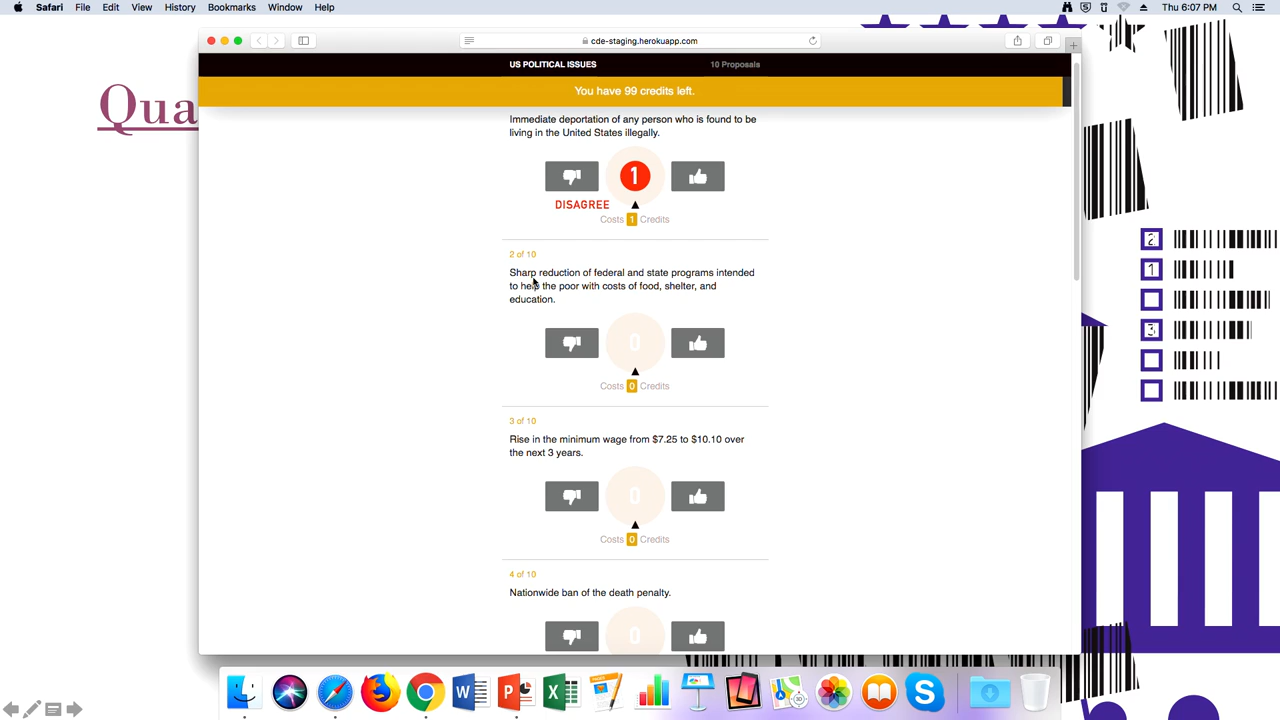 Safari File Edit View History Bookmarks Window Help Thu 6:07 PM
cde-staging.herokuapp.com
US POLITICAL ISSUES 10 Proposals
You have 99 credits left.
Qua
Immediate deportation of any person who is found to be
living in the United States illegally.
1
DISAGREE
Costs 1 Credits
2 of 10
Sharp reduction of federal and state programs intended
to help the poor with costs of food, shelter, and
education.
0
Costs 0 Credits
3 of 10
Rise in the minimum wage from $7.25 to $10.10 over
the next 3 years.
0
Costs 0 Credits
4 of 10
Nationwide ban of the death penalty.
0
2
1
3